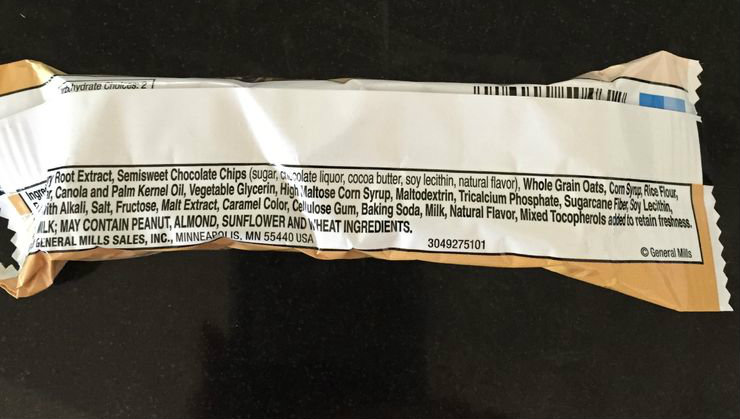 Choices: 2
Root Extract, Semisweet Chocolate Chips (sugar, chocolate liquor, cocoa butter, soy lecithin, natural flavor), Whole Grain Oats, Corn Syrup, Rice Flour,
Canola and Palm Kernel Oil, Vegetable Glycerin, High Maltose Corn Syrup, Maltodextrin, Tricalcium Phosphate, Sugarcane Fiber, Soy Lecithin,
with Alkali, Salt, Fructose, Malt Extract, Caramel Color, Cellulose Gum, Baking Soda, Milk, Natural Flavor, Mixed Tocopherols added to retain freshness.
MILK; MAY CONTAIN PEANUT, ALMOND, SUNFLOWER AND WHEAT INGREDIENTS.
GENERAL MILLS SALES, INC., MINNEAPOLIS, MN 55440 USA 3049275101 © General Mills